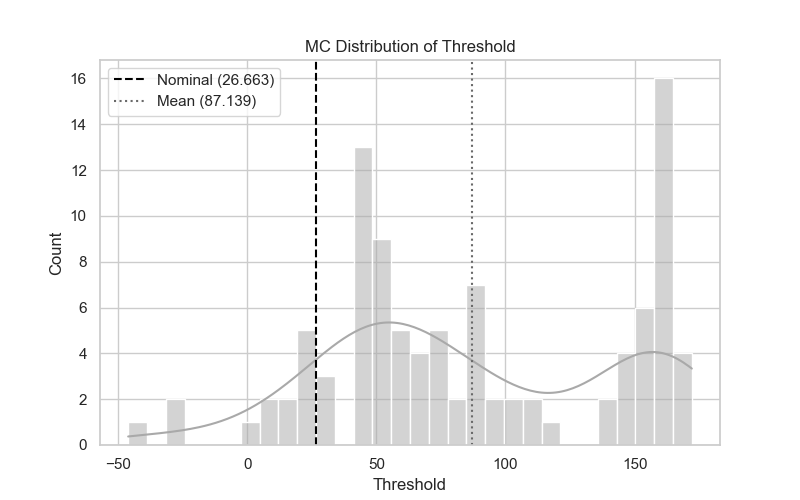 MC Distribution of Threshold
Nominal (26.663)
Mean (87.139)
Count
16
14
12
10
8
6
4
2
0
−50
0
50
100
150
Threshold